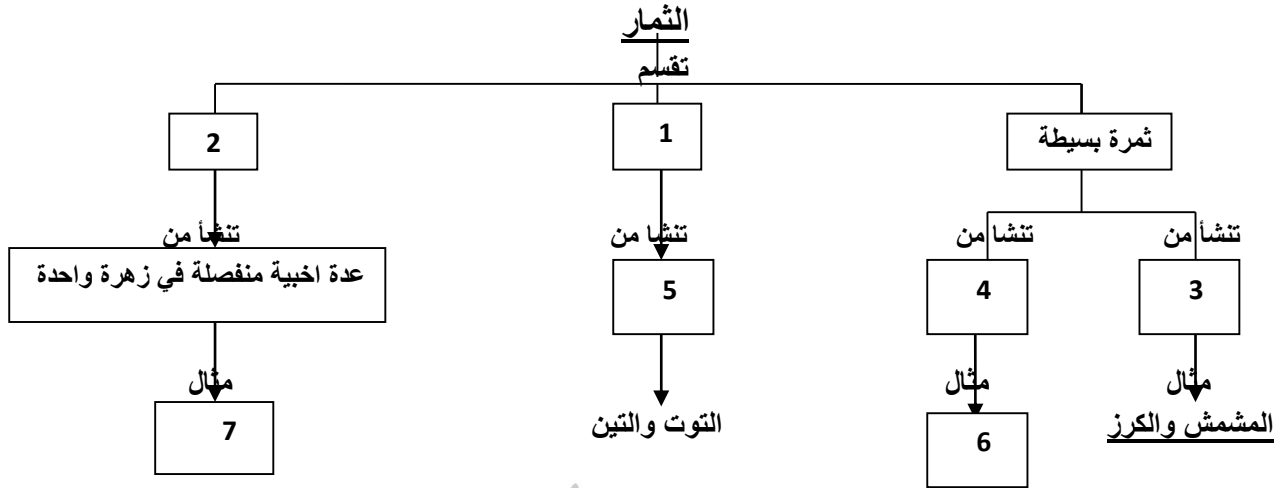 الثمار
تقسم
ثمرة بسيطة
1
2
تنشأ من
تنشا من
تنشا من
تنشأ من
3
4
5
عدة اخبية منفصلة في زهرة واحدة
مثال
مثال
مثال
المشمش والكرز
6
التوت والتين
7